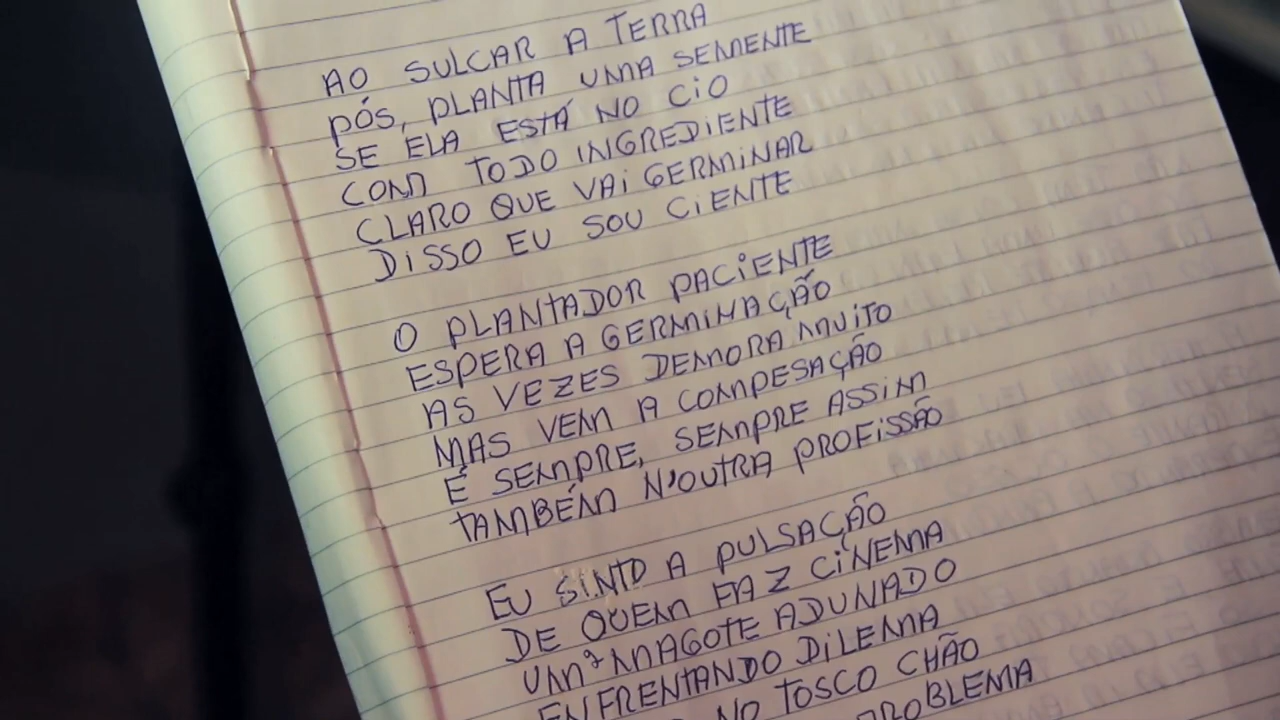 AO SULCAR A TERRA
PÓS, PLANTA UMA SEMENTE
SE ELA ESTÁ NO CIO
COM TODO INGREDIENTE
CLARO QUE VAI GERMINAR
DISSO EU SOU CIENTE
O PLANTADOR PACIENTE
ESPERA A GERMINAÇÃO
AS VEZES DEMORA MUITO
MAS VEM A COMPESAÇÃO
É SEMPRE, SEMPRE ASSIM
TAMBÉM N'OUTRA PROFISSÃO
EU SINTO A PULSAÇÃO
DE QUEM FAZ CINEMA
UM MAGOTE ADUNADO
ENFRENTANDO DILEMA
NO TOSCO CHÃO
PROBLEMA